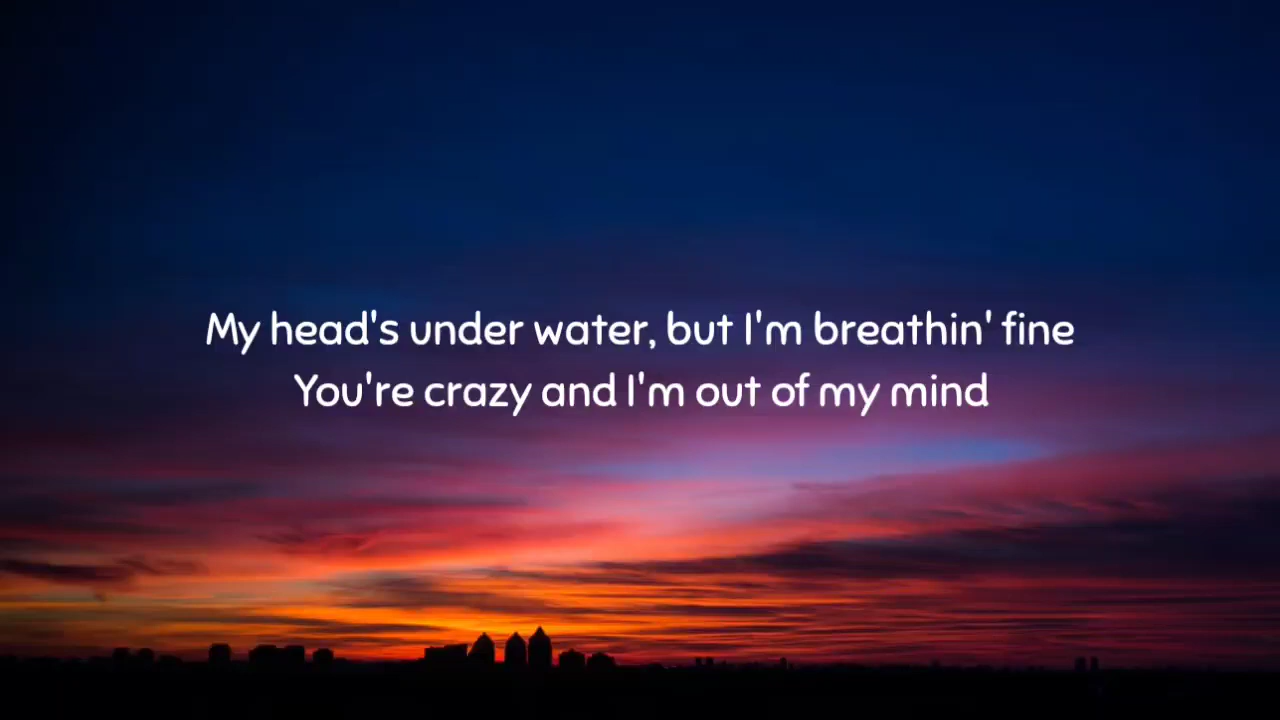 My head's under water, but I'm breathin' fine
You're crazy and I'm out of my mind